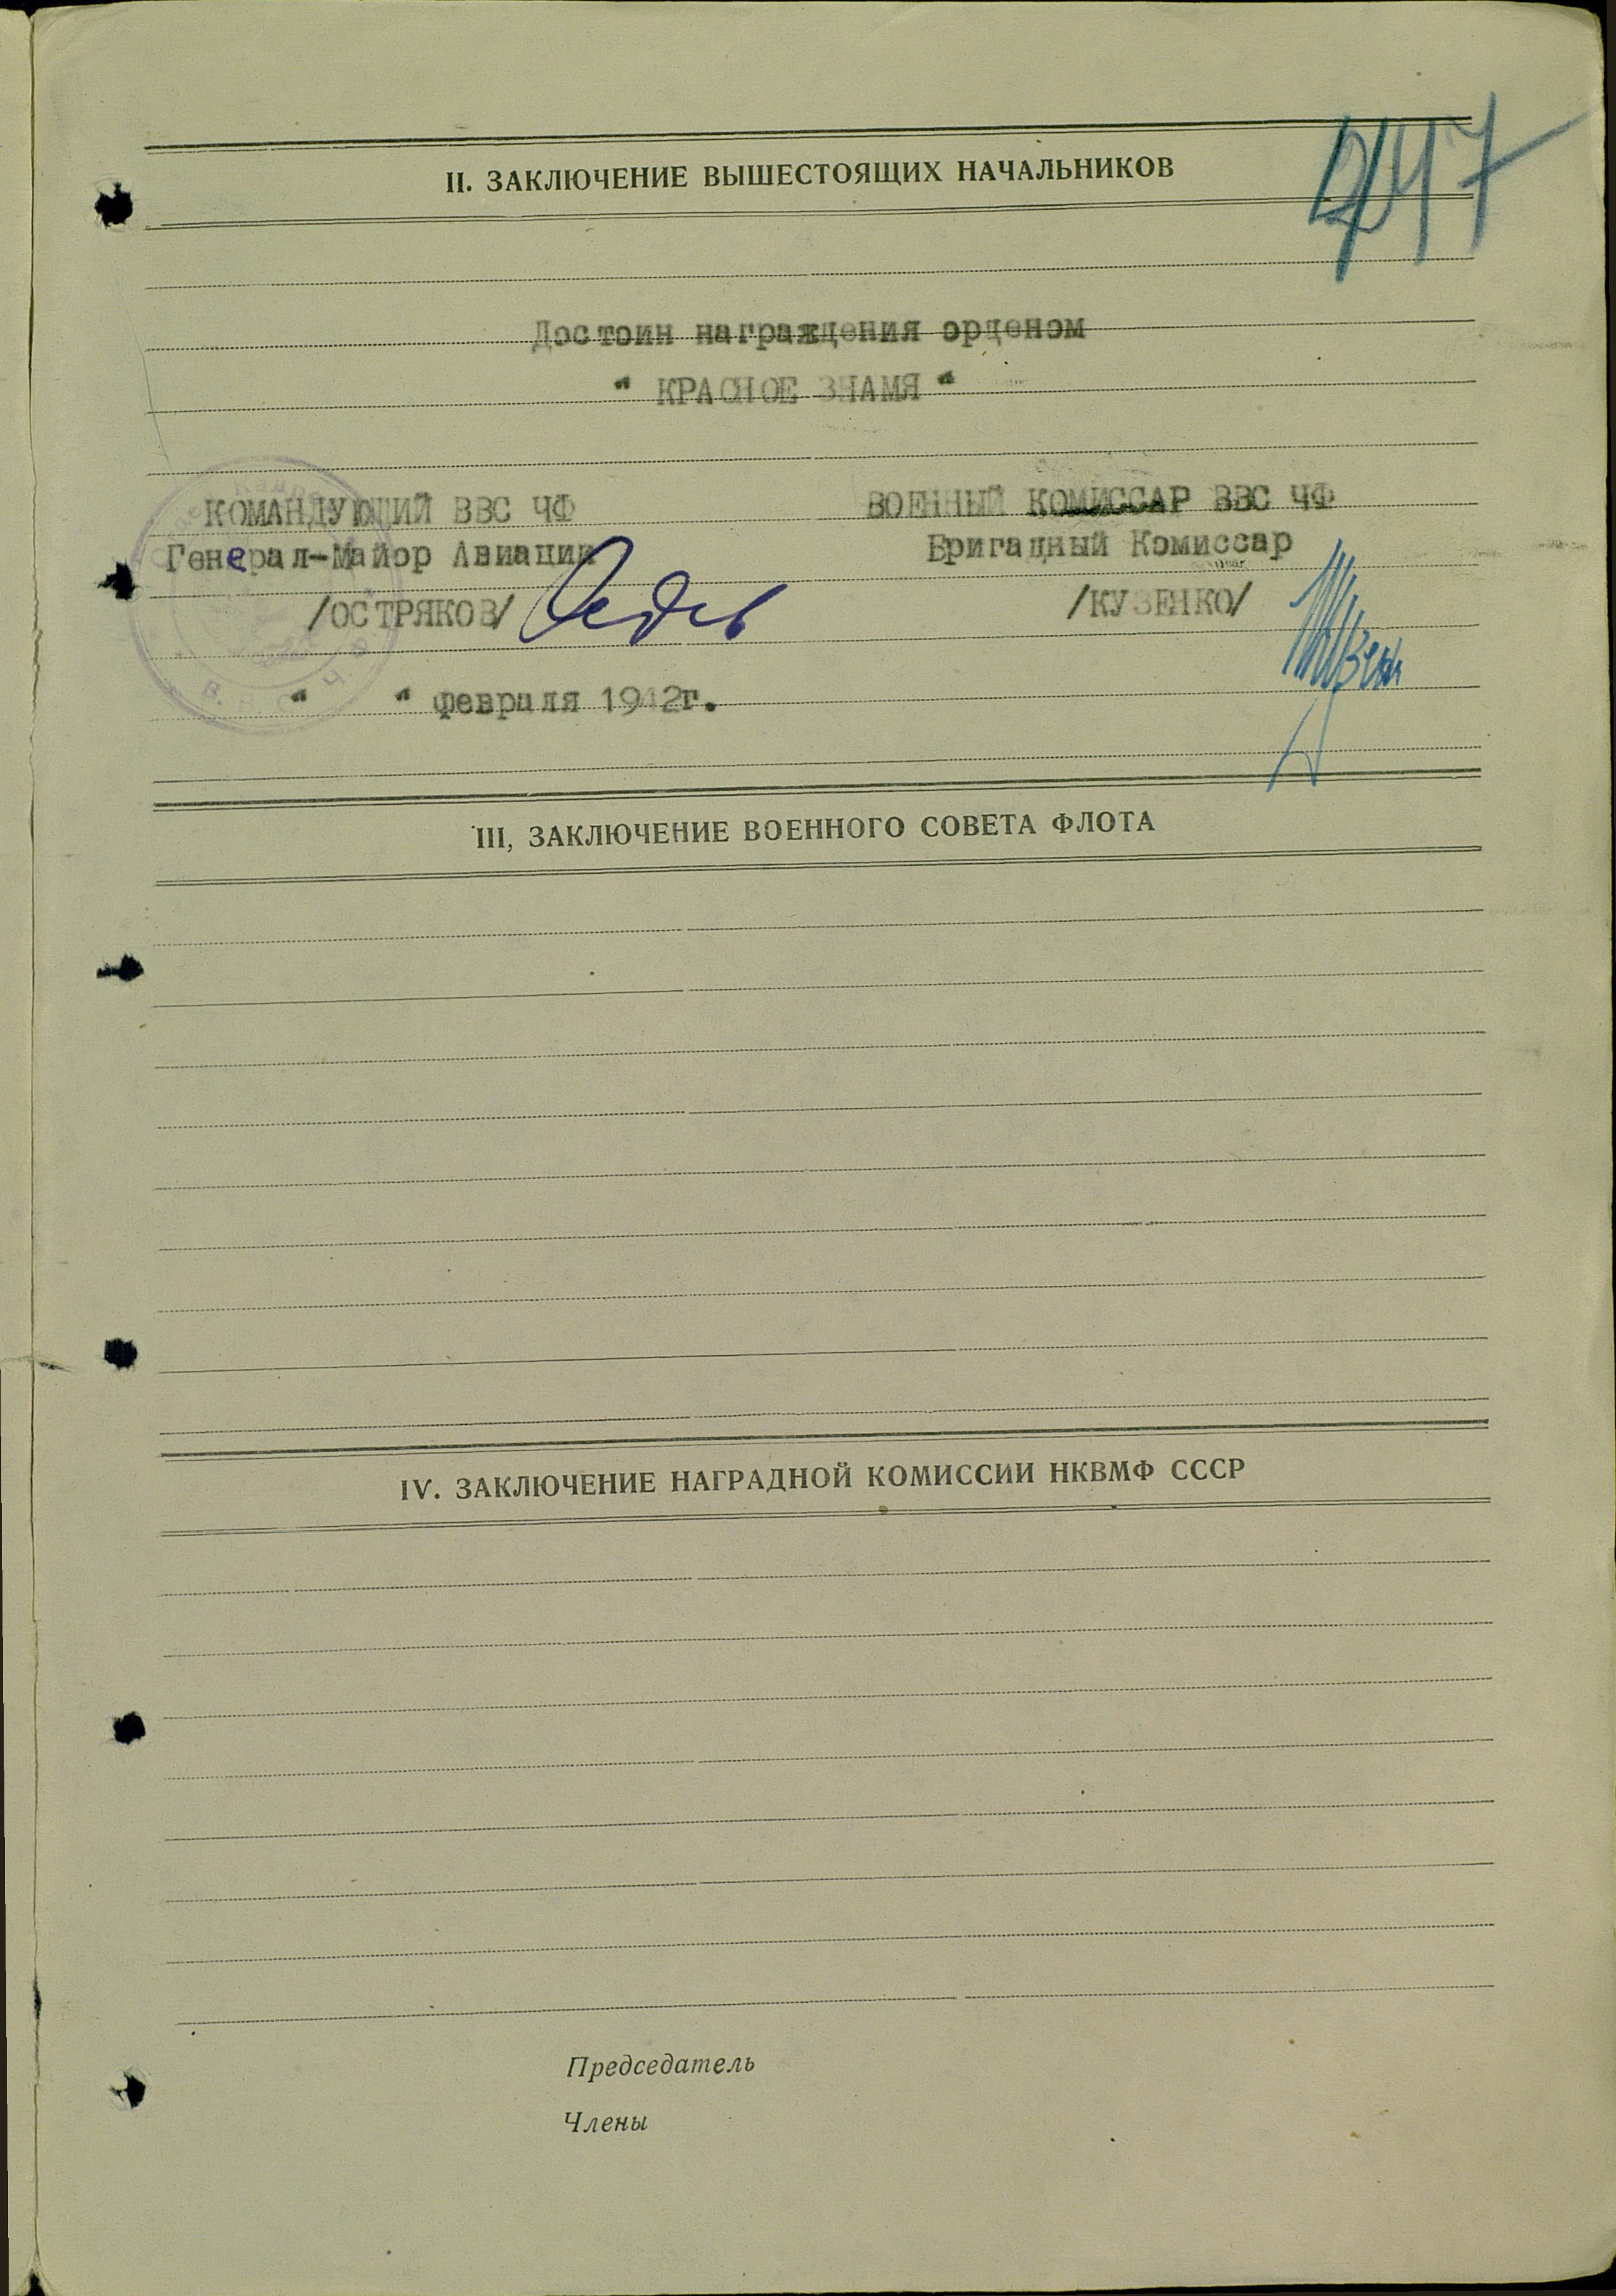 247
II. ЗАКЛЮЧЕНИЕ ВЫШЕСТОЯЩИХ НАЧАЛЬНИКОВ
Достоин награждения орденом
" КРАСНОЕ ЗНАМЯ "
КОМАНДУЮЩИЙ ВВС ЧФ
Генерал-Майор Авиации
/ОСТРЯКОВ/
ВОЕННЫЙ КОМИССАР ВВС ЧФ
Бригадный Комиссар
/КУЗЕНКО/
" " февраля 1942г.
В. В. С. Ч. Ф.
III, ЗАКЛЮЧЕНИЕ ВОЕННОГО СОВЕТА ФЛОТА
IV. ЗАКЛЮЧЕНИЕ НАГРАДНОЙ КОМИССИИ НКВМФ СССР
Председатель
Члены